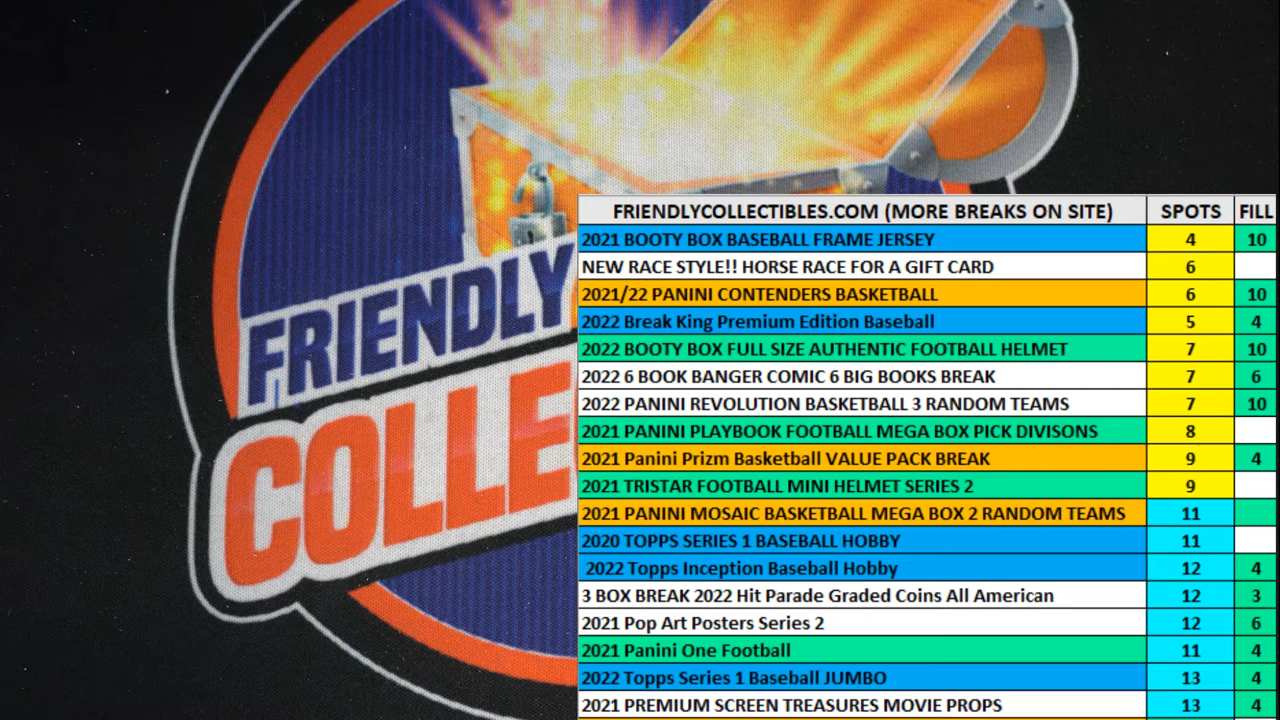 FRIENDLY
COLLE
FRIENDLYCOLLECTIBLES.COM (MORE BREAKS ON SITE) SPOTS FILL
2021 BOOTY BOX BASEBALL FRAME JERSEY 4 10
NEW RACE STYLE!! HORSE RACE FOR A GIFT CARD 6
2021/22 PANINI CONTENDERS BASKETBALL 6 10
2022 Break King Premium Edition Baseball 5 4
2022 BOOTY BOX FULL SIZE AUTHENTIC FOOTBALL HELMET 7 10
2022 6 BOOK BANGER COMIC 6 BIG BOOKS BREAK 7 6
2022 PANINI REVOLUTION BASKETBALL 3 RANDOM TEAMS 7 10
2021 PANINI PLAYBOOK FOOTBALL MEGA BOX PICK DIVISONS 8
2021 Panini Prizm Basketball VALUE PACK BREAK 9 4
2021 TRISTAR FOOTBALL MINI HELMET SERIES 2 9
2021 PANINI MOSAIC BASKETBALL MEGA BOX 2 RANDOM TEAMS 11
2020 TOPPS SERIES 1 BASEBALL HOBBY 11
2022 Topps Inception Baseball Hobby 12 4
3 BOX BREAK 2022 Hit Parade Graded Coins All American 12 3
2021 Pop Art Posters Series 2 12 6
2021 Panini One Football 11 4
2022 Topps Series 1 Baseball JUMBO 13 4
2021 PREMIUM SCREEN TREASURES MOVIE PROPS 13 4